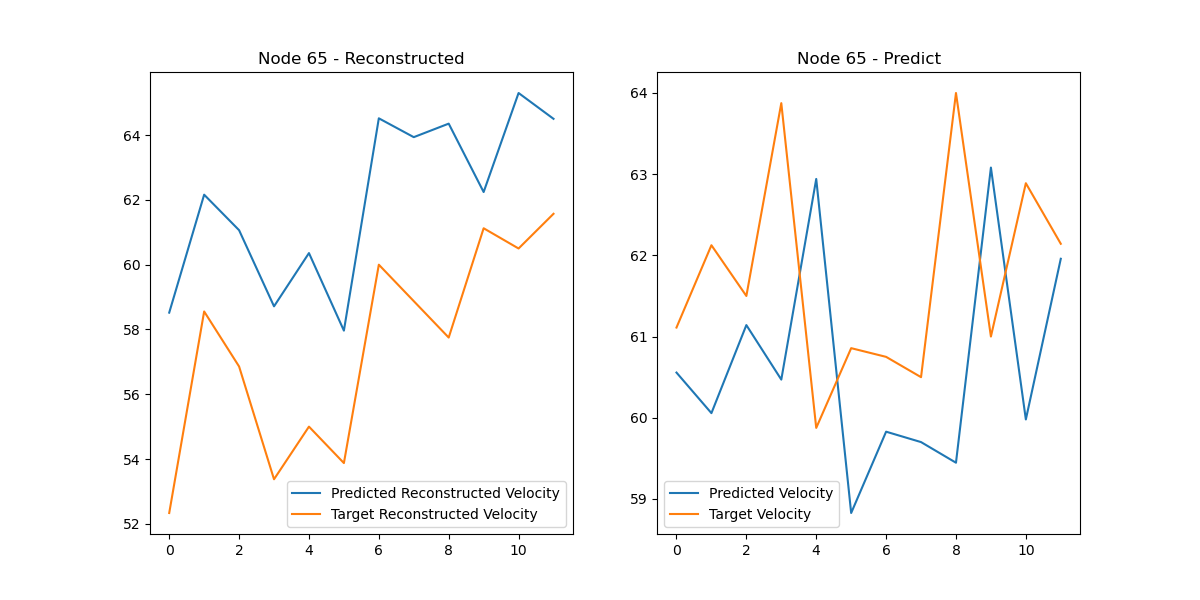 Node 65 - Reconstructed
64
62
60
58
56
54
52
0 2 4 6 8 10
Predicted Reconstructed Velocity
Target Reconstructed Velocity
Node 65 - Predict
64
63
62
61
60
59
0 2 4 6 8 10
Predicted Velocity
Target Velocity